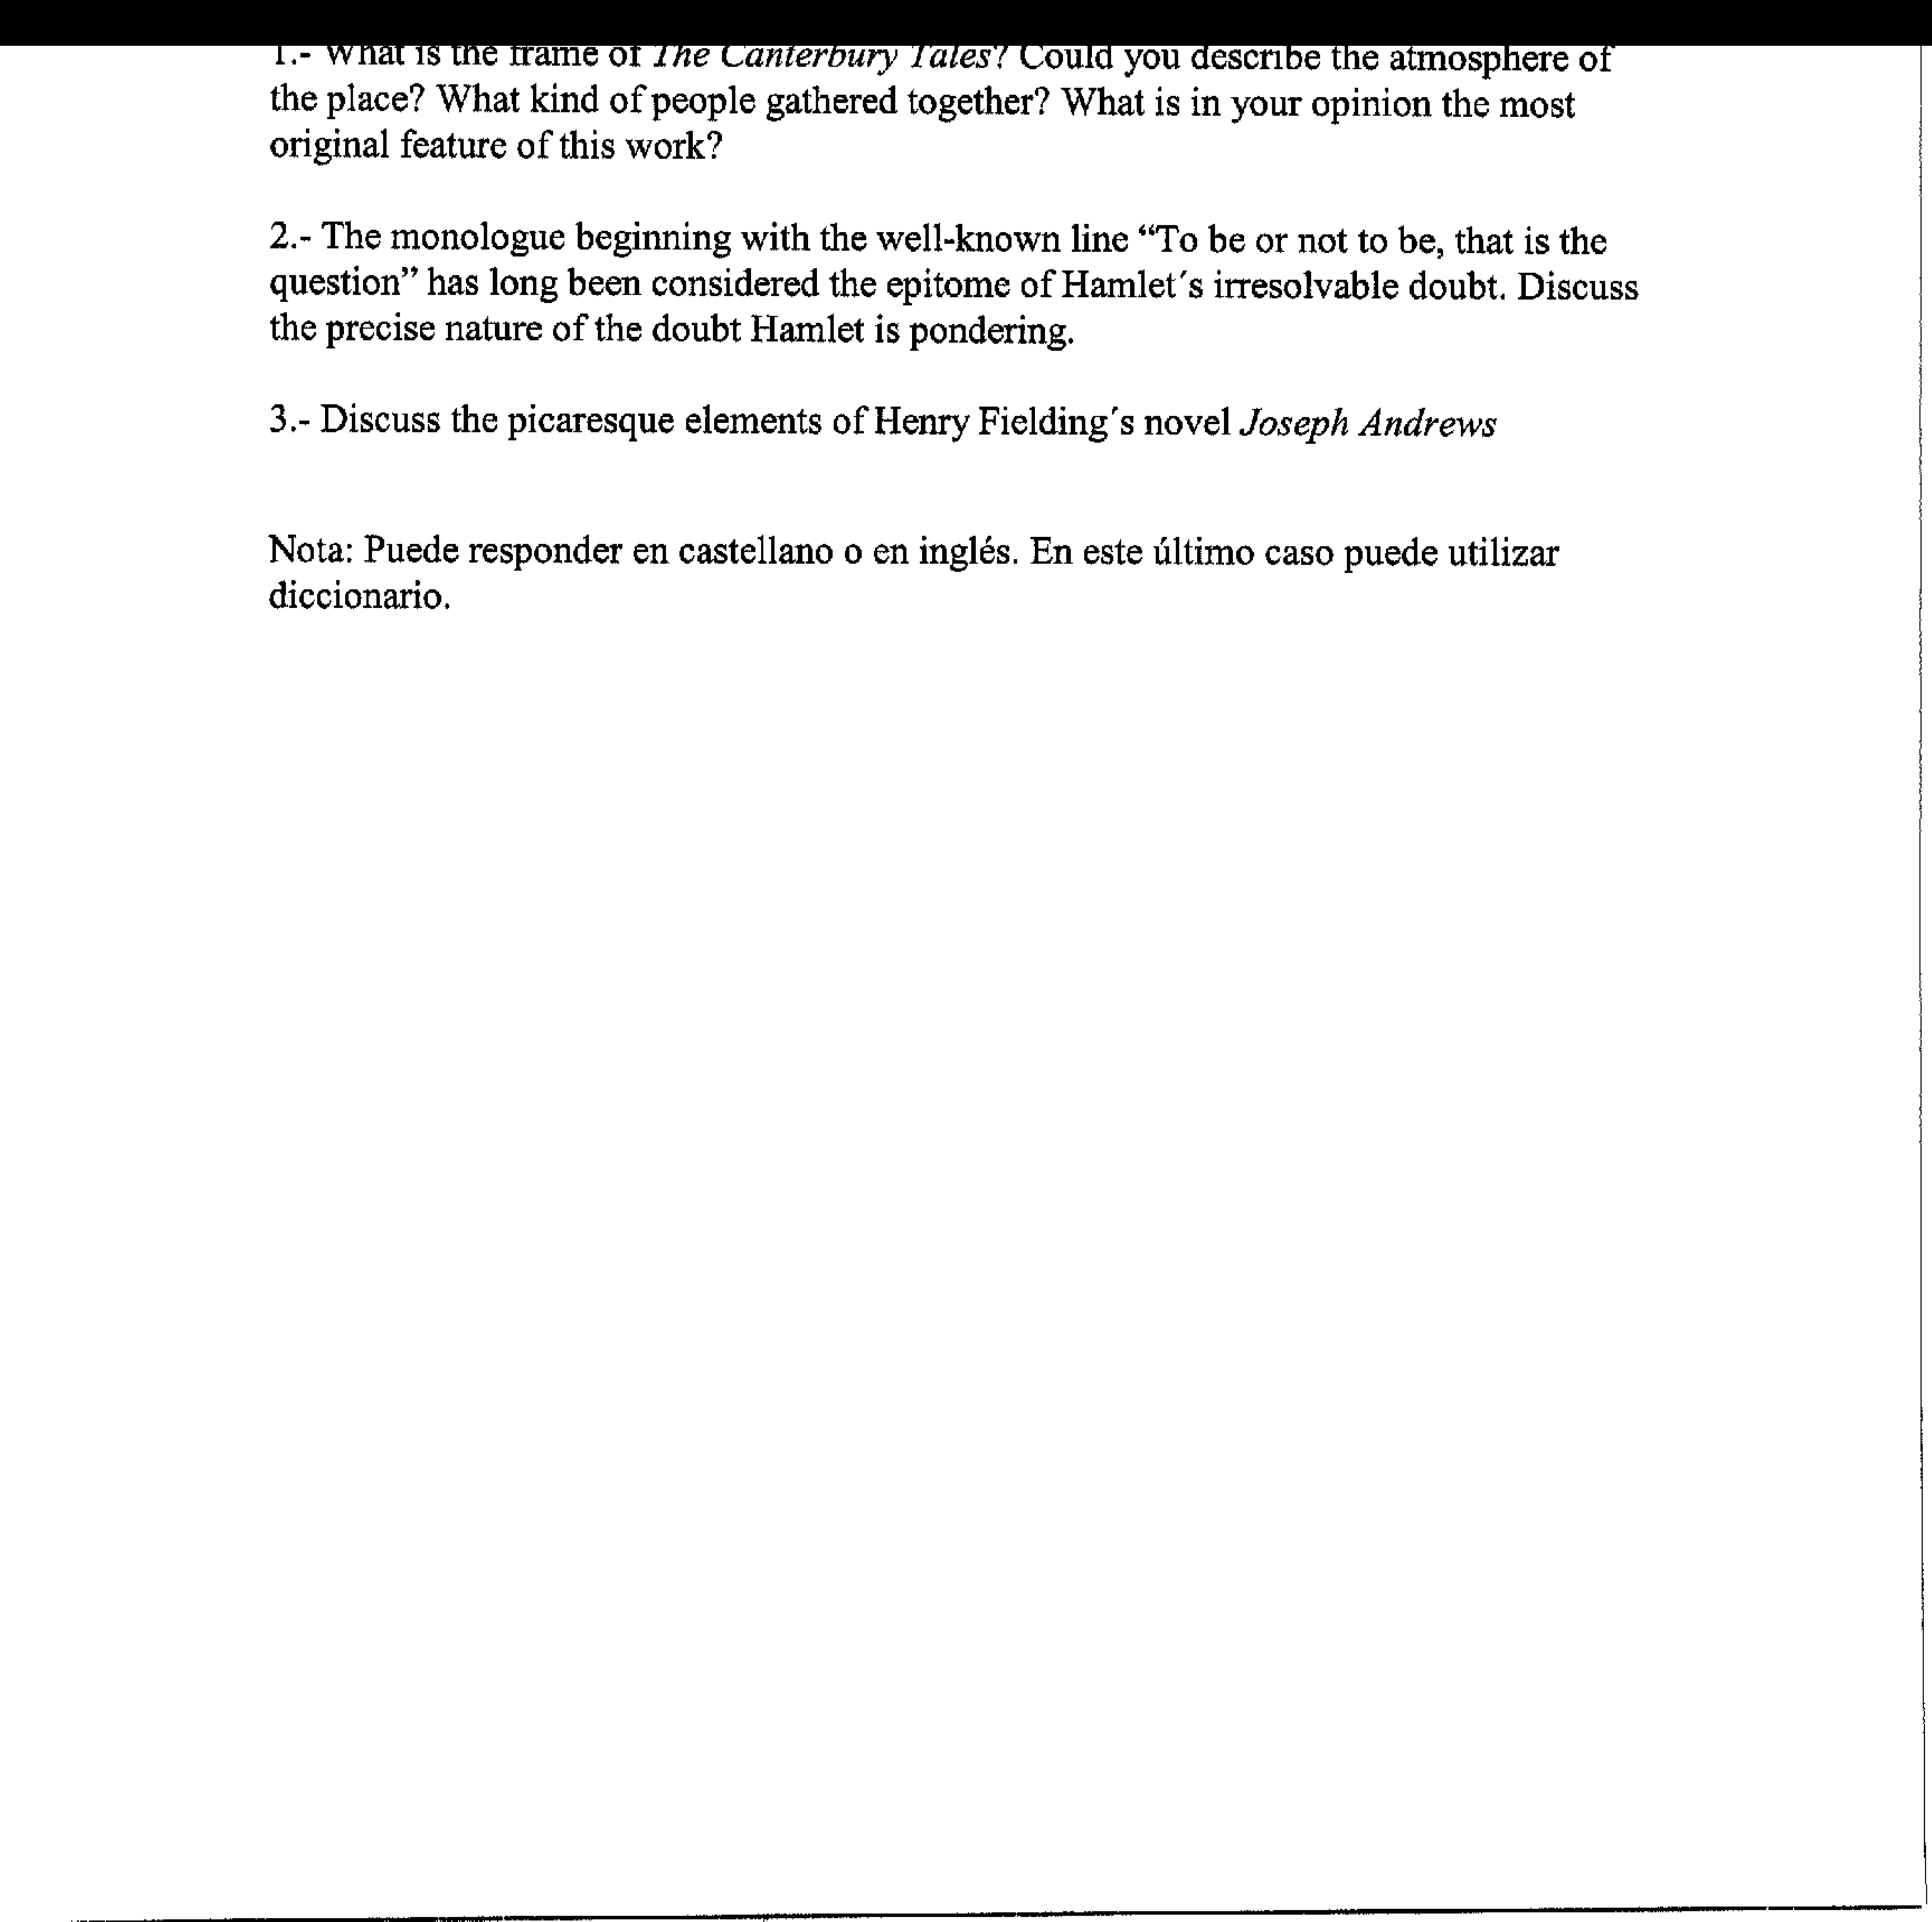 1.- What is the frame of The Canterbury Tales? Could you describe the atmosphere of
the place? What kind of people gathered together? What is in your opinion the most
original feature of this work?
2.- The monologue beginning with the well-known line “To be or not to be, that is the
question” has long been considered the epitome of Hamlet´s irresolvable doubt. Discuss
the precise nature of the doubt Hamlet is pondering.
3.- Discuss the picaresque elements of Henry Fielding´s novel Joseph Andrews
Nota: Puede responder en castellano o en inglés. En este último caso puede utilizar
diccionario.